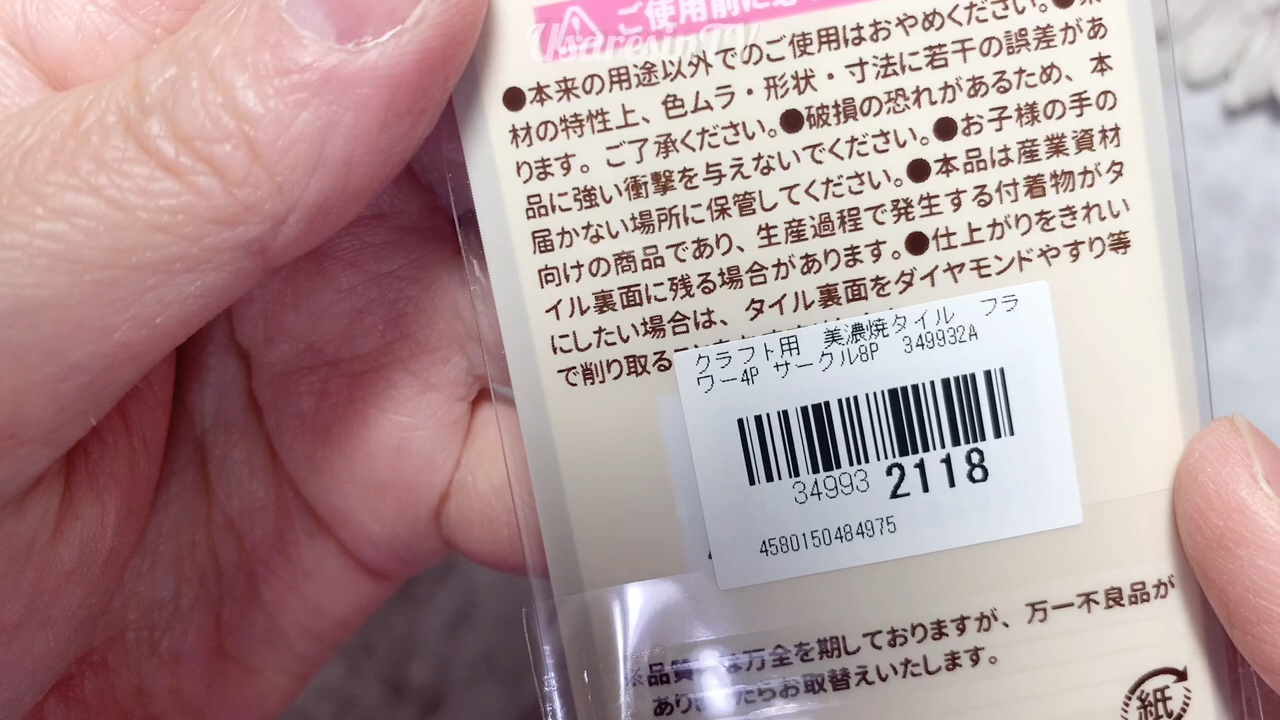 ご使用前に必
UsaresinTV
●本来の用途以外でのご使用はおやめください。●素
材の特性上、色ムラ・形状・寸法に若干の誤差があ
ります。ご了承ください。●破損の恐れがあるため、本
品に強い衝撃を与えないでください。●お子様の手の
届かない場所に保管してください。●本品は産業資材
向けの商品であり、生産過程で発生する付着物がタ
イル裏面に残る場合があります。●仕上がりをきれい
にしたい場合は、タイル裏面をダイヤモンドやすり等
で削り取る
クラフト用 美濃焼タイル フラ
ワー4P サークル8P 349932A
34993 2118
4580150484975
品質 は万全を期しておりますが、万一不良品が
あり たらお取替えいたします。
紙